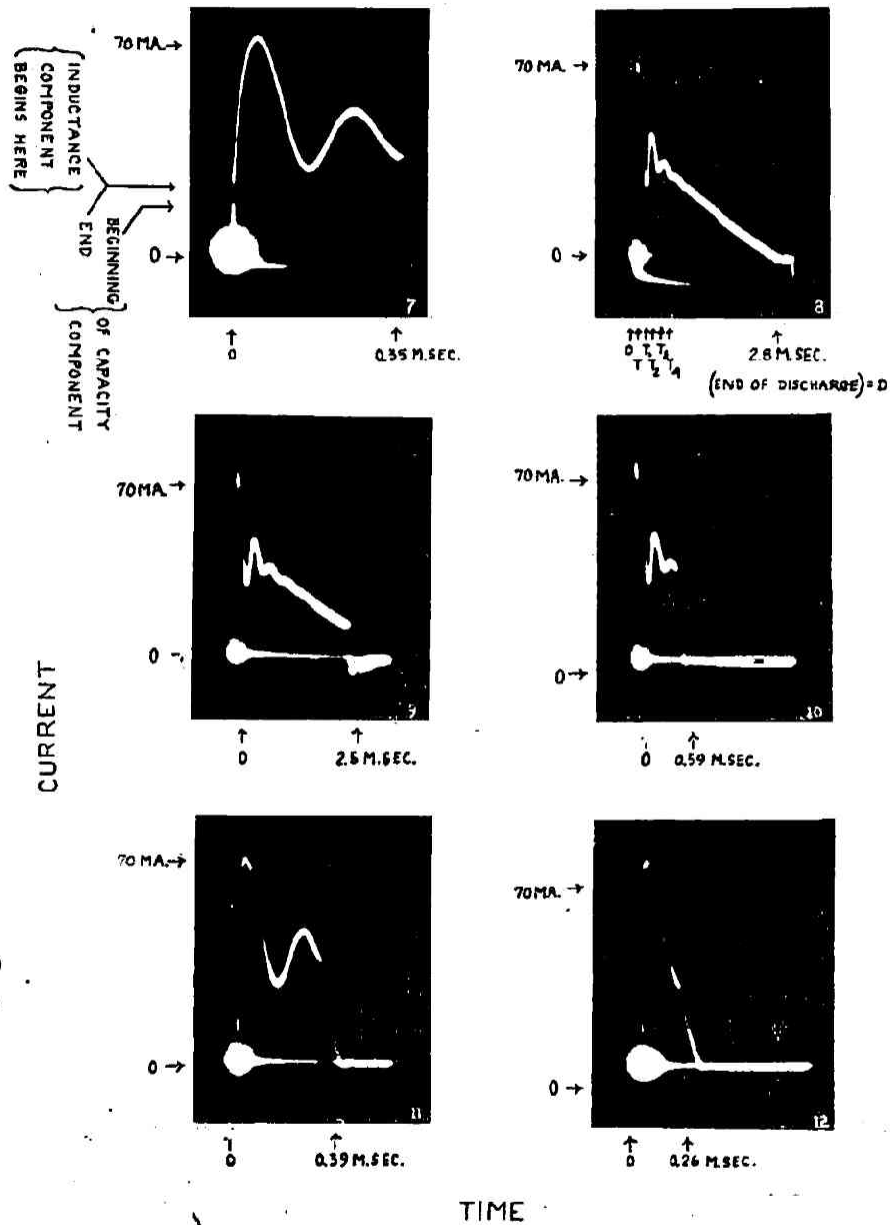 70 MA.
{INDUCTANCE
COMPONENT
BEGINS HERE}
BEGINNING
END
} OF CAPACITY
COMPONENT
0
7
0
0.35 M.SEC.
70 MA.
0
8
0 T T₁ T₂
2.8 M.SEC.
(END OF DISCHARGE) = D
70 MA.
0
9
0
2.5 M.SEC.
70 MA.
0
10
0
0.59 M.SEC.
CURRENT
70 MA.
0
11
0
0.39 M.SEC.
70 MA.
0
12
0
0.26 M.SEC.
TIME